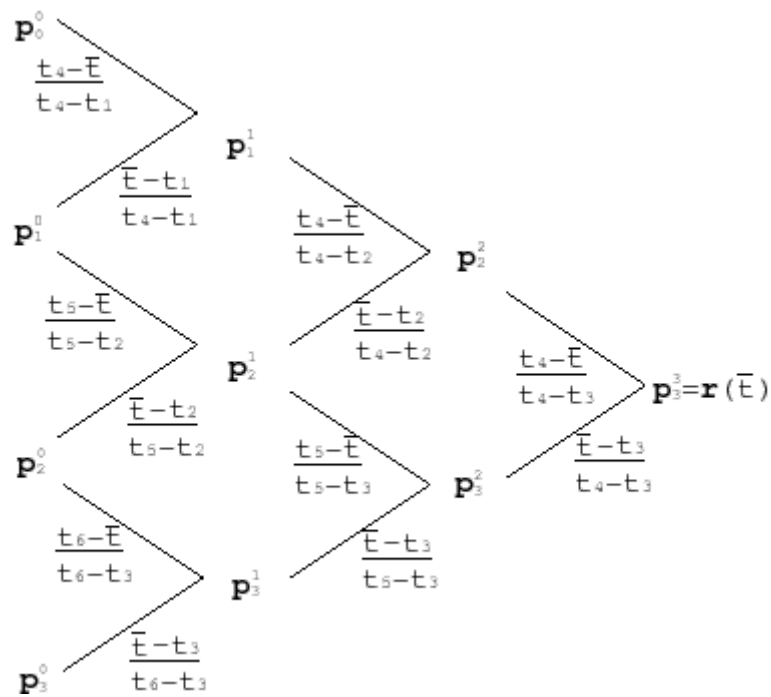 p₀⁰
t₄−t̄
t₄−t₁
p₁¹
t̄−t₁
t₄−t₁
p₁⁰
t₄−t̄
t₄−t₂
p₂²
t₅−t̄
t₅−t₂
t̄−t₂
t₄−t₂
p₂¹
t₄−t̄
t₄−t₃
p₃³=r(t̄)
t̄−t₂
t₅−t₂
t₅−t̄
t₅−t₃
t̄−t₃
t₄−t₃
p₂⁰
p₃²
t₆−t̄
t₆−t₃
t̄−t₃
t₅−t₃
p₃¹
t̄−t₃
t₆−t₃
p₃⁰